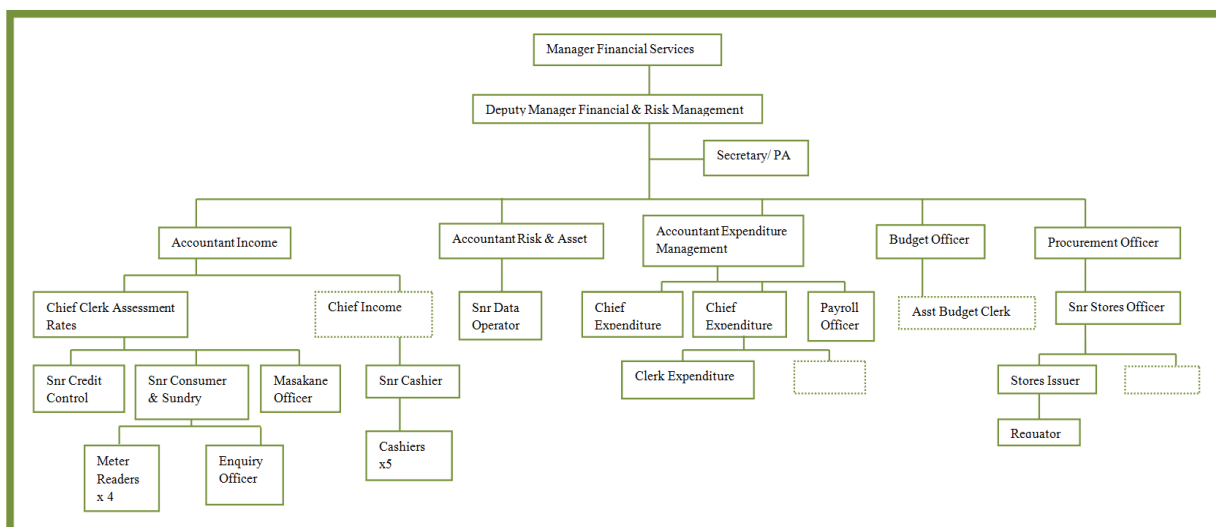 Manager Financial Services
Deputy Manager Financial & Risk Management
Secretary/ PA
Accountant Income
Accountant Risk & Asset
Accountant Expenditure
Management
Budget Officer
Procurement Officer
Chief Clerk Assessment
Rates
Chief Income
Snr Data
Operator
Chief
Expenditure
Chief
Expenditure
Payroll
Officer
Asst Budget Clerk
Snr Stores Officer
Snr Credit
Control
Snr Consumer
& Sundry
Masakane
Officer
Snr Cashier
Clerk Expenditure
Stores Issuer
Meter
Readers
x 4
Enquiry
Officer
Cashiers
x5
Requator